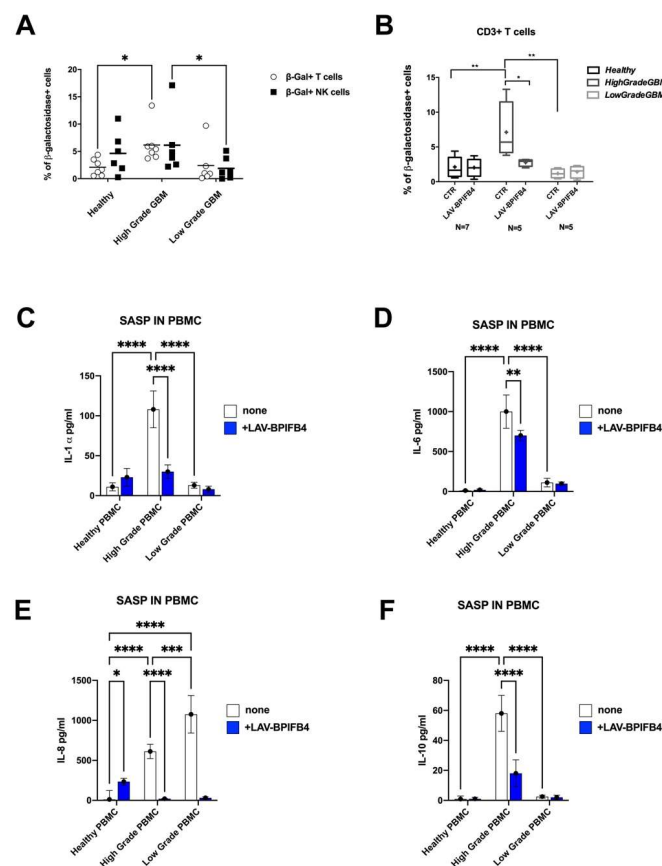 A
*
*
β-Gal+ T cells
β-Gal+ NK cells
% of β-galactosidase+ cells
20
15
10
5
0
Healthy
High Grade GBM
Low Grade GBM
B
CD3+ T cells
**
**
*
Healthy
HighGradeGBM
LowGradeGBM
% of β-galactosidase+ cells
15
10
5
0
CTR
LAV-BPIFB4
CTR
LAV-BPIFB4
CTR
LAV-BPIFB4
N=7
N=5
N=5
C
SASP IN PBMC
**** ****
****
none
+LAV-BPIFB4
IL-1 α pg/ml
150
100
50
0
Healthy PBMC
High Grade PBMC
Low Grade PBMC
D
SASP IN PBMC
**** ****
**
none
+LAV-BPIFB4
IL-6 pg/ml
1500
1000
500
0
Healthy PBMC
High Grade PBMC
Low Grade PBMC
E
SASP IN PBMC
****
**** ***
* ****
none
+LAV-BPIFB4
IL-8 pg/ml
1500
1000
500
0
Healthy PBMC
High Grade PBMC
Low Grade PBMC
F
SASP IN PBMC
**** ****
****
none
+LAV-BPIFB4
IL-10 pg/ml
80
60
40
20
0
Healthy PBMC
High Grade PBMC
Low Grade PBMC